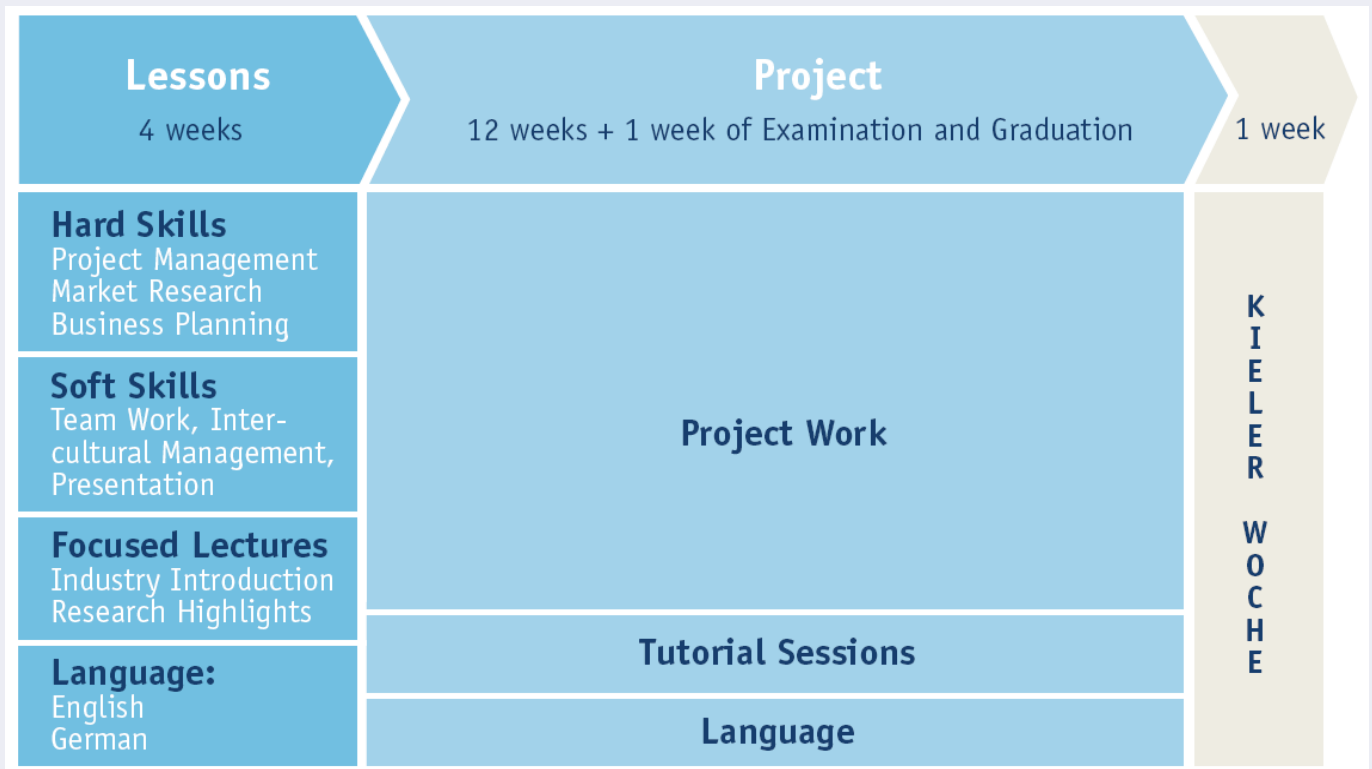 Lessons
4 weeks
Project
12 weeks + 1 week of Examination and Graduation
1 week
Hard Skills
Project Management
Market Research
Business Planning
Soft Skills
Team Work, Inter-
cultural Management,
Presentation
Focused Lectures
Industry Introduction
Research Highlights
Language:
English
German
Project Work
Tutorial Sessions
Language
KIELER WOCHE